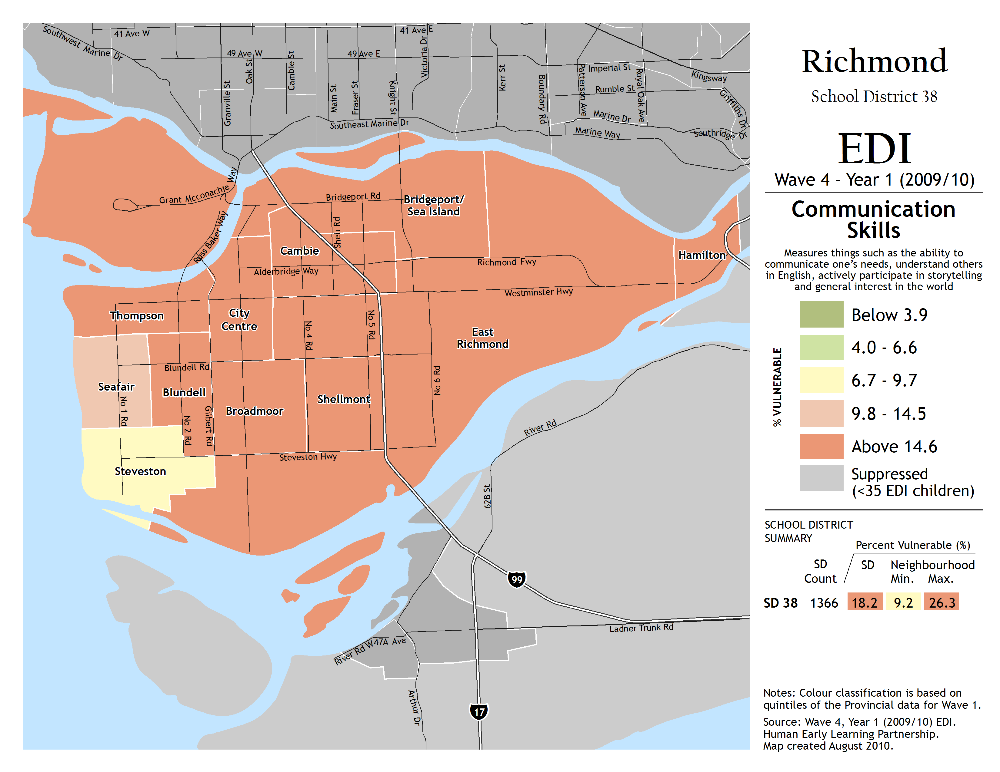 Richmond
School District 38
EDI
Wave 4 - Year 1 (2009/10)
Communication
Skills
Measures things such as the ability to
communicate one's needs, understand others
in English, actively participate in storytelling
and general interest in the world
% VULNERABLE
Below 3.9
4.0 - 6.6
6.7 - 9.7
9.8 - 14.5
Above 14.6
Suppressed
(<35 EDI children)
SCHOOL DISTRICT
SUMMARY
Percent Vulnerable (%)
SD
Count
SD
Neighbourhood
Min. Max.
SD 38 1366 18.2 9.2 26.3
Notes: Colour classification is based on
quintiles of the Provincial data for Wave 1.
Source: Wave 4, Year 1 (2009/10) EDI.
Human Early Learning Partnership.
Map created August 2010.
Southwest Marine Dr
41 Ave W
41 Ave E
49 Ave W
49 Ave E
Granville St
Oak St
Cambie St
Main St
Fraser St
Knight St
Victoria Dr
Kerr St
Boundary Rd
Patterson Ave
Royal Oak Ave
Imperial St
Rumble St
Kingsway
Griffiths Dr
Marine Dr
Marine Way
Southridge Dr
Southeast Marine Dr
Grant Mcconachie Way
Russ Baker Way
Bridgeport Rd
Shell Rd
Bridgeport/
Sea Island
Cambie
Hamilton
Alderbridge Way
Richmond Fwy
Westminster Hwy
Thompson
City
Centre
No 4 Rd
No 5 Rd
East
Richmond
Blundell Rd
No 6 Rd
Seafair
Blundell
Broadmoor
Shellmont
No 1 Rd
No 2 Rd
Gilbert Rd
Steveston Hwy
Steveston
River Rd
62B St
99
Ladner Trunk Rd
River Rd W
47A Ave
Arthur Dr
17